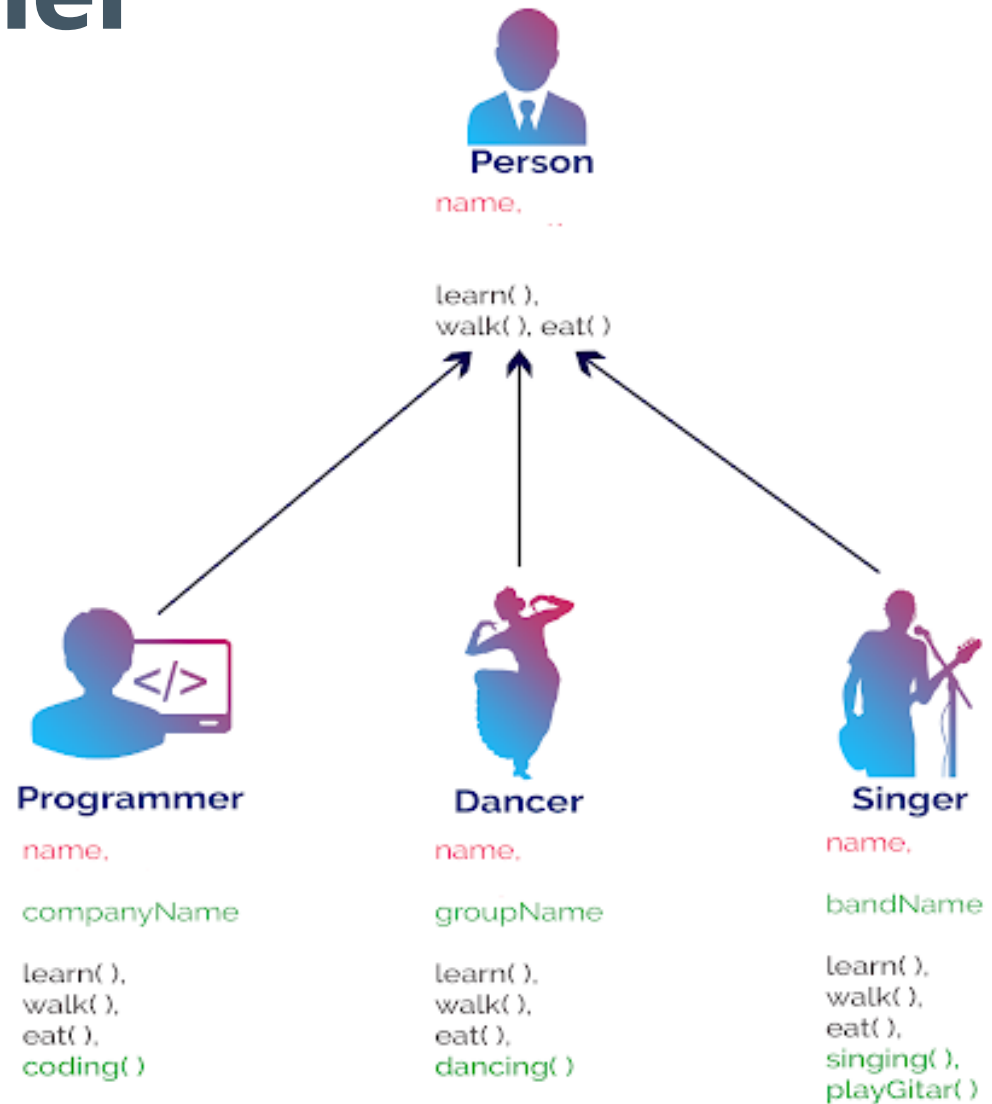 Person
name,
learn( ),
walk( ), eat( )
</>
Programmer
name,
companyName
learn( ),
walk( ),
eat( ),
coding( )
Dancer
name,
groupName
learn( ),
walk( ),
eat( ),
dancing( )
Singer
name,
bandName
learn( ),
walk( ),
eat( ),
singing( ),
playGitar( )